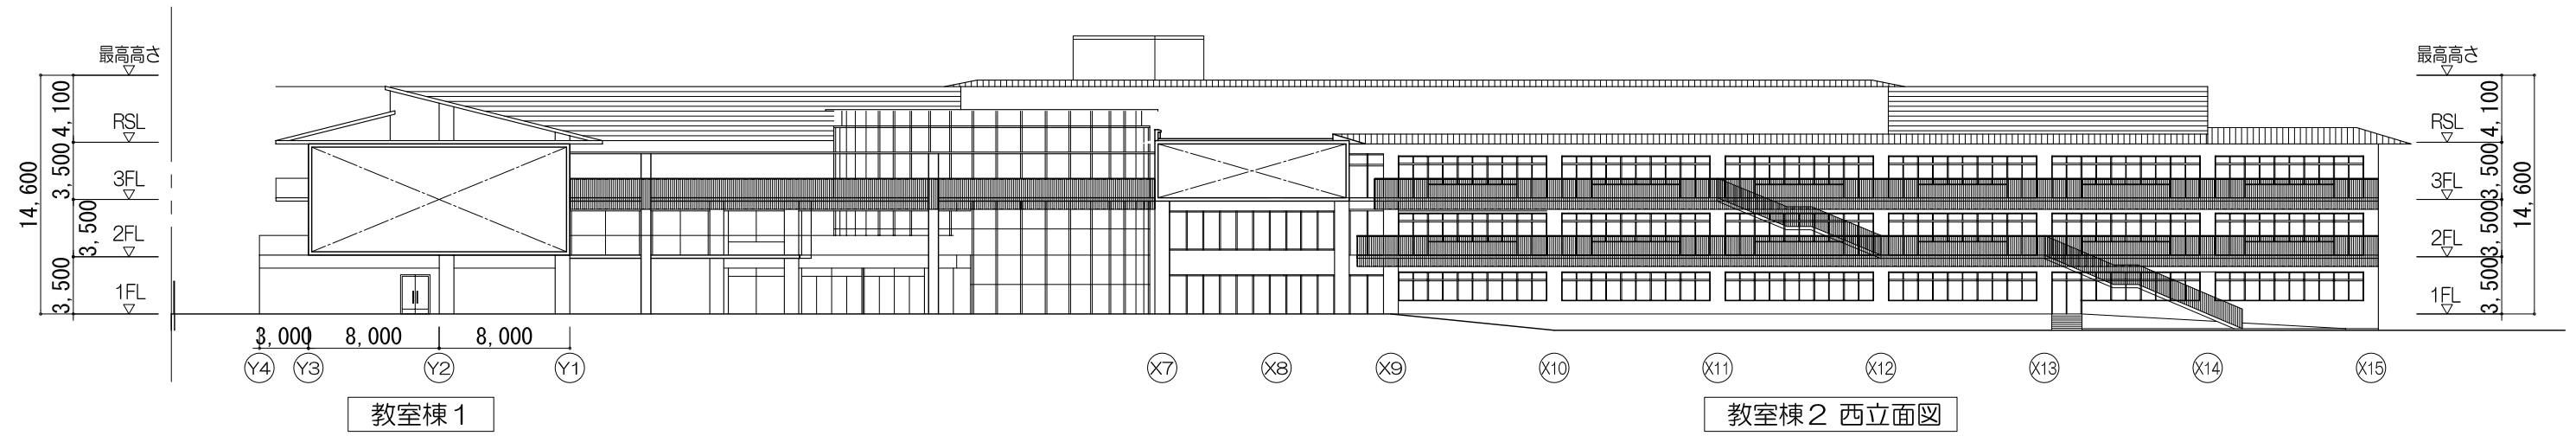 最高高さ
RSL
3FL
2FL
1FL
14,600
4,100
3,500
3,500
3,500
3,000
8,000
8,000
Y4
Y3
Y2
Y1
X7
X8
X9
X10
X11
X12
X13
X14
X15
最高高さ
RSL
3FL
2FL
1FL
4,100
3,500
3,500
3,500
14,600
教室棟1
教室棟2 西立面図